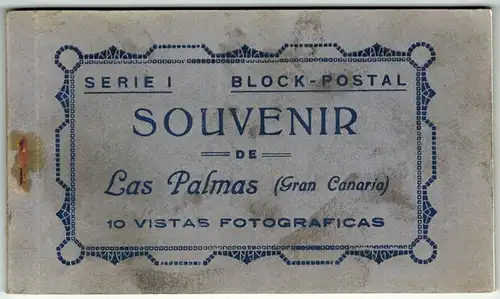 SERIE I BLOCK-POSTAL
SOUVENIR
DE
Las Palmas (Gran Canaria)
10 VISTAS FOTOGRAFICAS